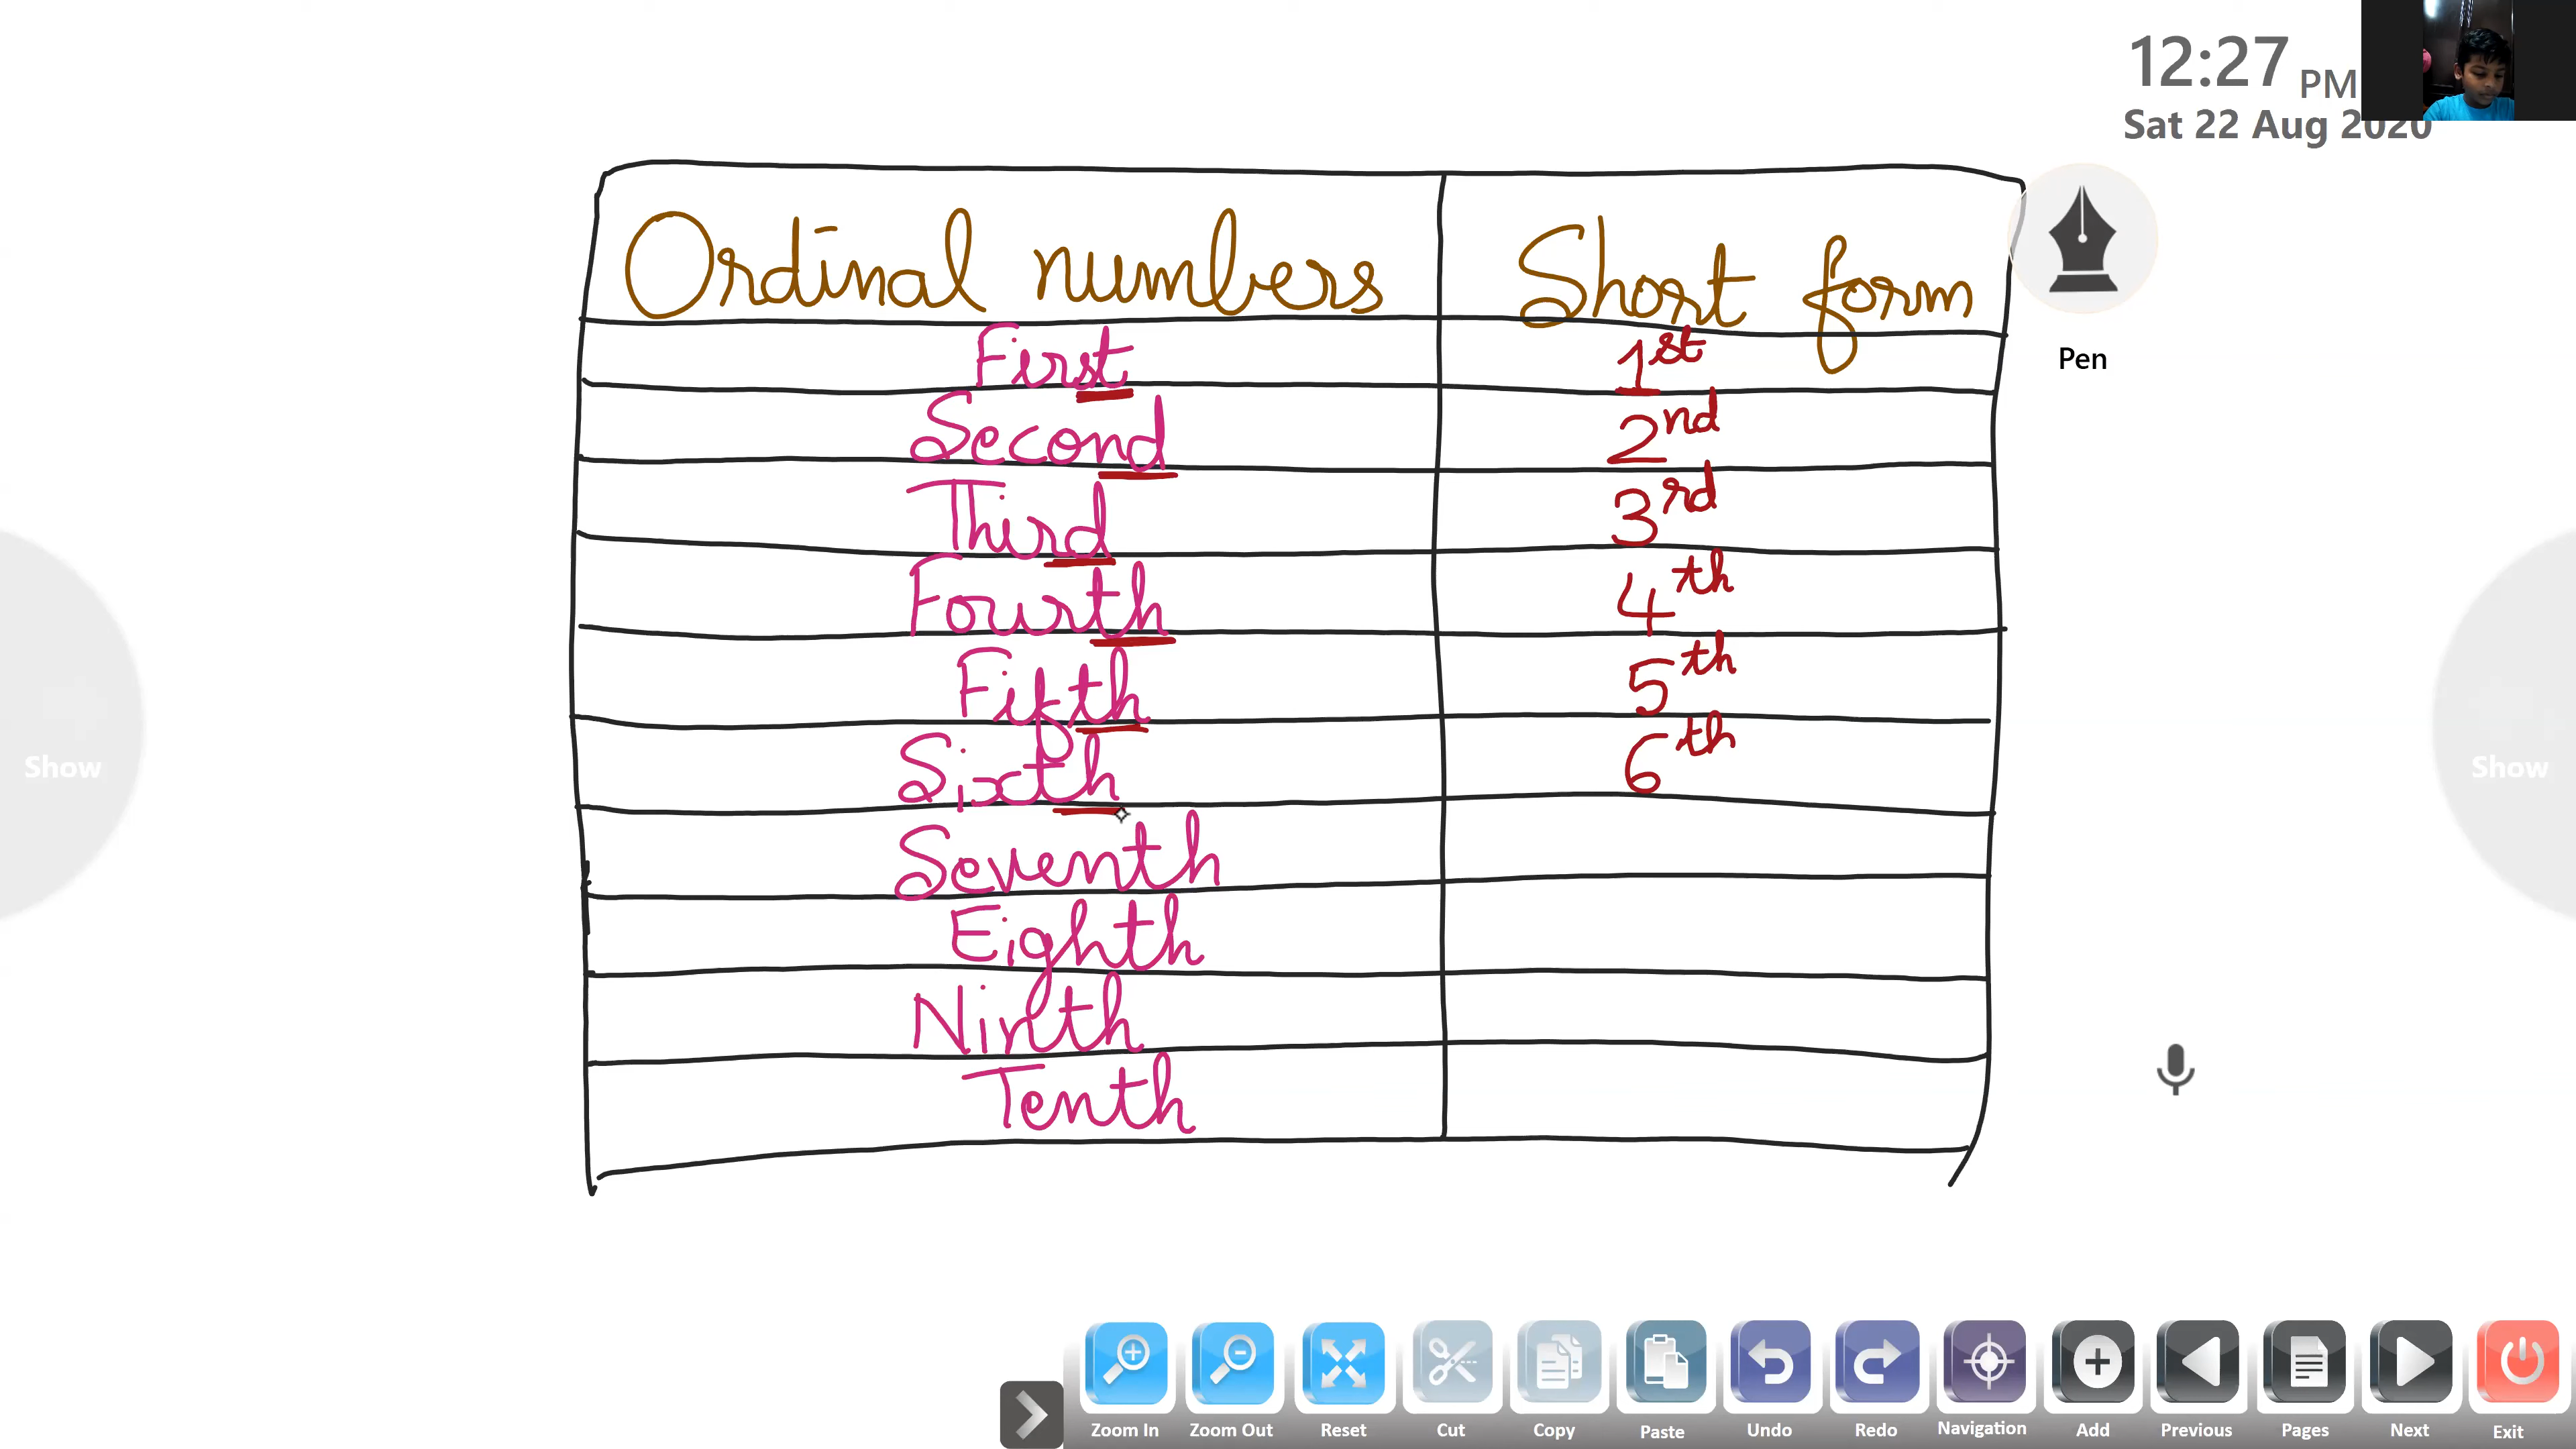 12:27 PM
Sat 22 Aug 2020
Ordinal numbers Short form
First 1st
Pen
Second 2nd
Third 3rd
Fourth 4th
Fifth 5th
Sixth 6th
Show Show
Seventh
Eighth
Ninth
Tenth
Zoom In Zoom Out Reset Cut Copy Paste Undo Redo Navigation Add Previous Pages Next Exit